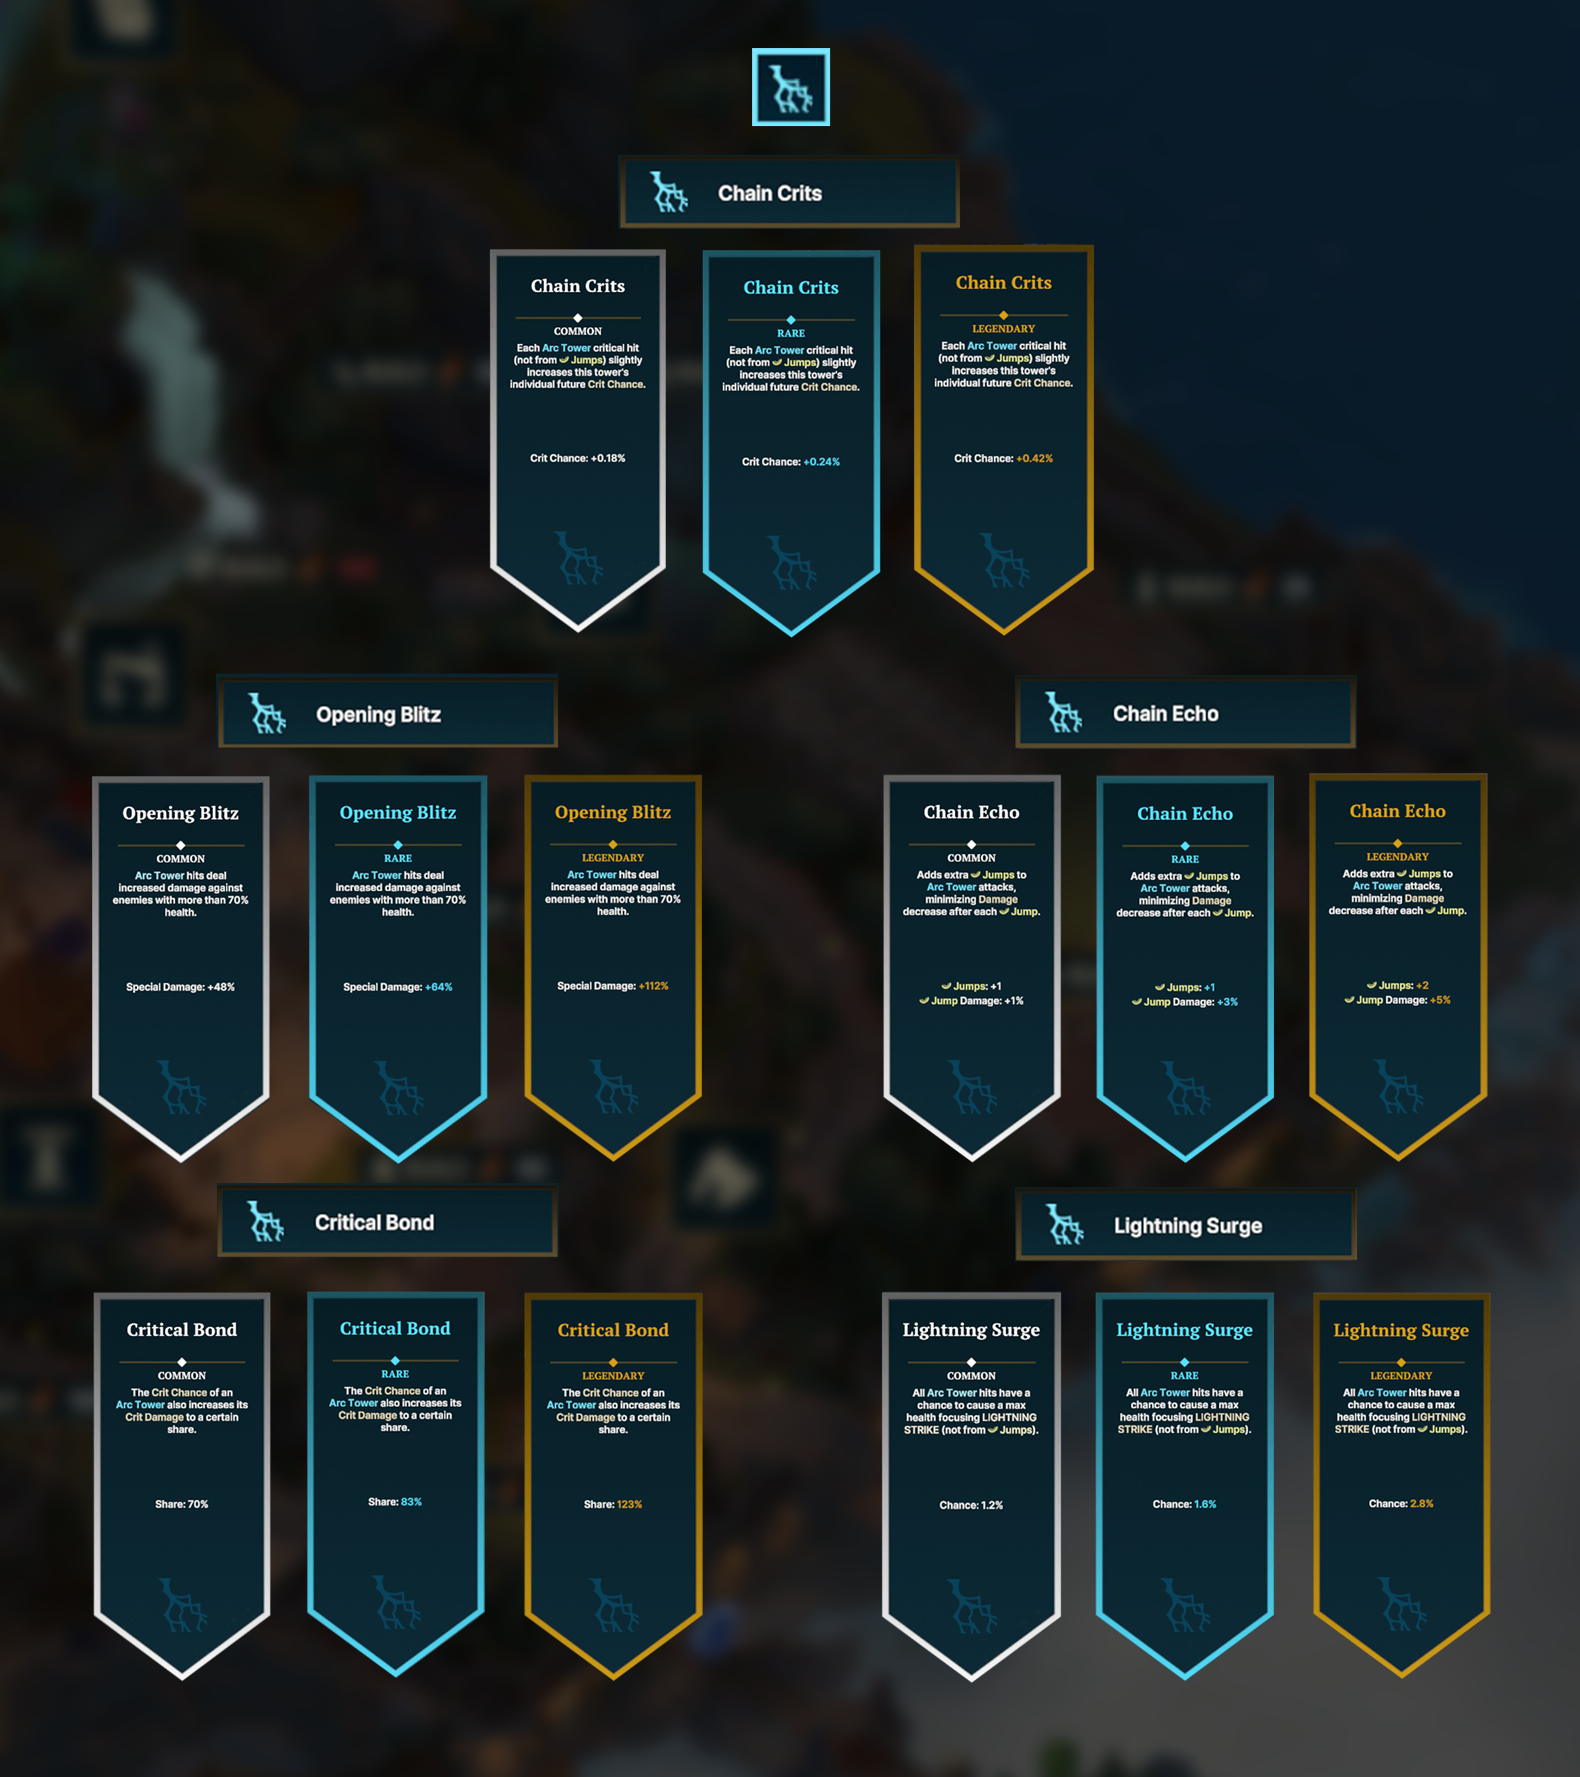 Chain Crits
Chain Crits
COMMON
Each Arc Tower critical hit
(not from Jumps) slightly
increases this tower's
individual future Crit Chance.
Crit Chance: +0.18%
Chain Crits
RARE
Each Arc Tower critical hit
(not from Jumps) slightly
increases this tower's
individual future Crit Chance.
Crit Chance: +0.24%
Chain Crits
LEGENDARY
Each Arc Tower critical hit
(not from Jumps) slightly
increases this tower's
individual future Crit Chance.
Crit Chance: +0.42%
Opening Blitz
Opening Blitz
COMMON
Arc Tower hits deal
increased damage against
enemies with more than 70%
health.
Special Damage: +48%
Opening Blitz
RARE
Arc Tower hits deal
increased damage against
enemies with more than 70%
health.
Special Damage: +64%
Opening Blitz
LEGENDARY
Arc Tower hits deal
increased damage against
enemies with more than 70%
health.
Special Damage: +112%
Chain Echo
Chain Echo
COMMON
Adds extra Jumps to
Arc Tower attacks,
minimizing Damage
decrease after each Jump.
Jumps: +1
Jump Damage: +1%
Chain Echo
RARE
Adds extra Jumps to
Arc Tower attacks,
minimizing Damage
decrease after each Jump.
Jumps: +1
Jump Damage: +3%
Chain Echo
LEGENDARY
Adds extra Jumps to
Arc Tower attacks,
minimizing Damage
decrease after each Jump.
Jumps: +2
Jump Damage: +5%
Critical Bond
Critical Bond
COMMON
The Crit Chance of an
Arc Tower also increases its
Crit Damage to a certain
share.
Share: 70%
Critical Bond
RARE
The Crit Chance of an
Arc Tower also increases its
Crit Damage to a certain
share.
Share: 83%
Critical Bond
LEGENDARY
The Crit Chance of an
Arc Tower also increases its
Crit Damage to a certain
share.
Share: 123%
Lightning Surge
Lightning Surge
COMMON
All Arc Tower hits have a
chance to cause a max
health focusing LIGHTNING
STRIKE (not from Jumps).
Chance: 1.2%
Lightning Surge
RARE
All Arc Tower hits have a
chance to cause a max
health focusing LIGHTNING
STRIKE (not from Jumps).
Chance: 1.6%
Lightning Surge
LEGENDARY
All Arc Tower hits have a
chance to cause a max
health focusing LIGHTNING
STRIKE (not from Jumps).
Chance: 2.8%